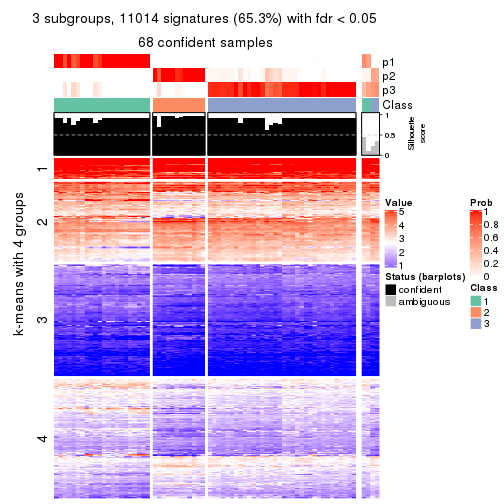 3 subgroups, 11014 signatures (65.3%) with fdr < 0.05
68 confident samples
p1
p2
p3
Class
1
0.5
0
Silhouette
score
k-means with 4 groups
1
2
3
4
Value
5
4
3
2
1
Status (barplots)
confident
ambiguous
Prob
1
0.8
0.6
0.4
0.2
0
Class
1
2
3